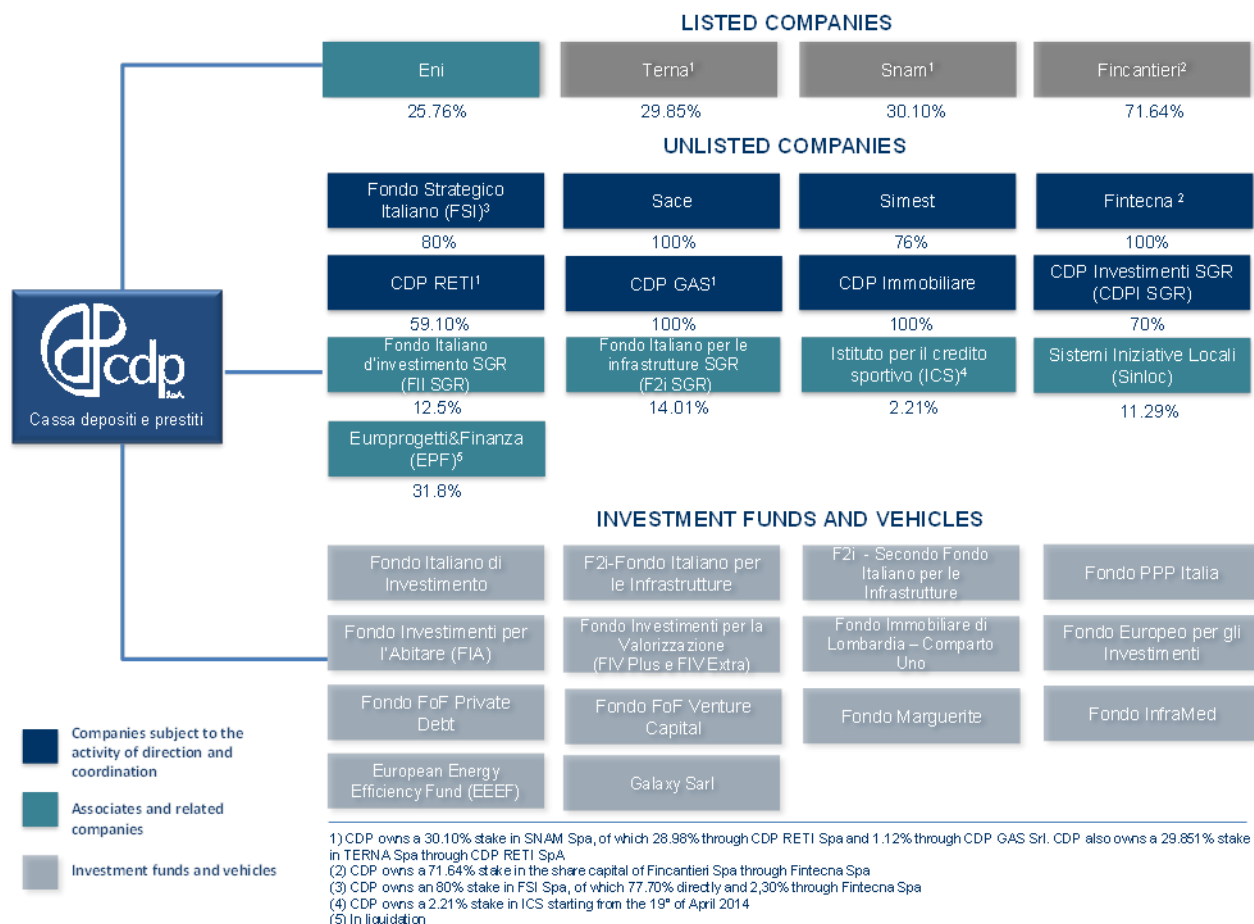 LISTED COMPANIES
Eni
Terna¹
Snam¹
Fincantieri²
25.76%
29.85%
30.10%
71.64%
UNLISTED COMPANIES
Fondo Strategico
Italiano (FSI)³
Sace
Simest
Fintecna ²
80%
100%
76%
100%
CDP RETI¹
CDP GAS¹
CDP Immobiliare
CDP Investimenti SGR
(CDPI SGR)
59.10%
100%
100%
70%
Fondo Italiano
d'investimento SGR
(FII SGR)
Fondo Italiano per le
infrastrutture SGR
(F2i SGR)
Istituto per il credito
sportivo (ICS)⁴
Sistemi Iniziative Locali
(Sinloc)
12.5%
14.01%
2.21%
11.29%
Europrogetti&Finanza
(EPF)⁵
31.8%
cdp
S.p.A.
Cassa depositi e prestiti
INVESTMENT FUNDS AND VEHICLES
Fondo Italiano di
Investimento
F2i-Fondo Italiano per
le Infrastrutture
F2i - Secondo Fondo
Italiano per le
Infrastrutture
Fondo PPP Italia
Fondo Investimenti per
l'Abitare (FIA)
Fondo Investimenti per la
Valorizzazione
(FIV Plus e FIV Extra)
Fondo Immobiliare di
Lombardia – Comparto
Uno
Fondo Europeo per gli
Investimenti
Fondo FoF Private
Debt
Fondo FoF Venture
Capital
Fondo Marguerite
Fondo InfraMed
European Energy
Efficiency Fund (EEEF)
Galaxy Sarl
Companies subject to the
activity of direction and
coordination
Associates and related
companies
Investment funds and vehicles
1) CDP owns a 30.10% stake in SNAM Spa, of which 28.98% through CDP RETI Spa and 1.12% through CDP GAS Srl. CDP also owns a 29.851% stake
in TERNA Spa through CDP RETI SpA
(2) CDP owns a 71.64% stake in the share capital of Fincantieri Spa through Fintecna Spa
(3) CDP owns an 80% stake in FSI Spa, of which 77.70% directly and 2,30% through Fintecna Spa
(4) CDP owns a 2.21% stake in ICS starting from the 19° of April 2014
(5) In liquidation